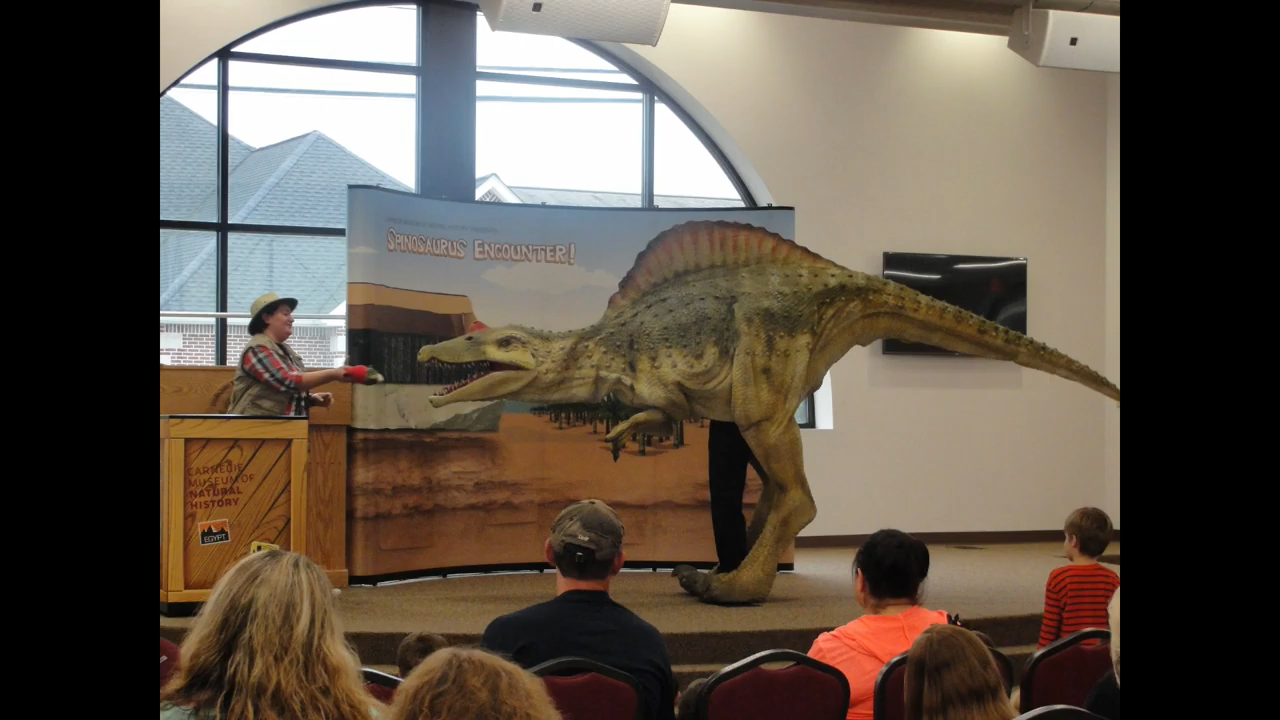 SPINOSAURUS ENCOUNTER!
CARNEGIE
MUSEUM OF
NATURAL
HISTORY
EGYPT